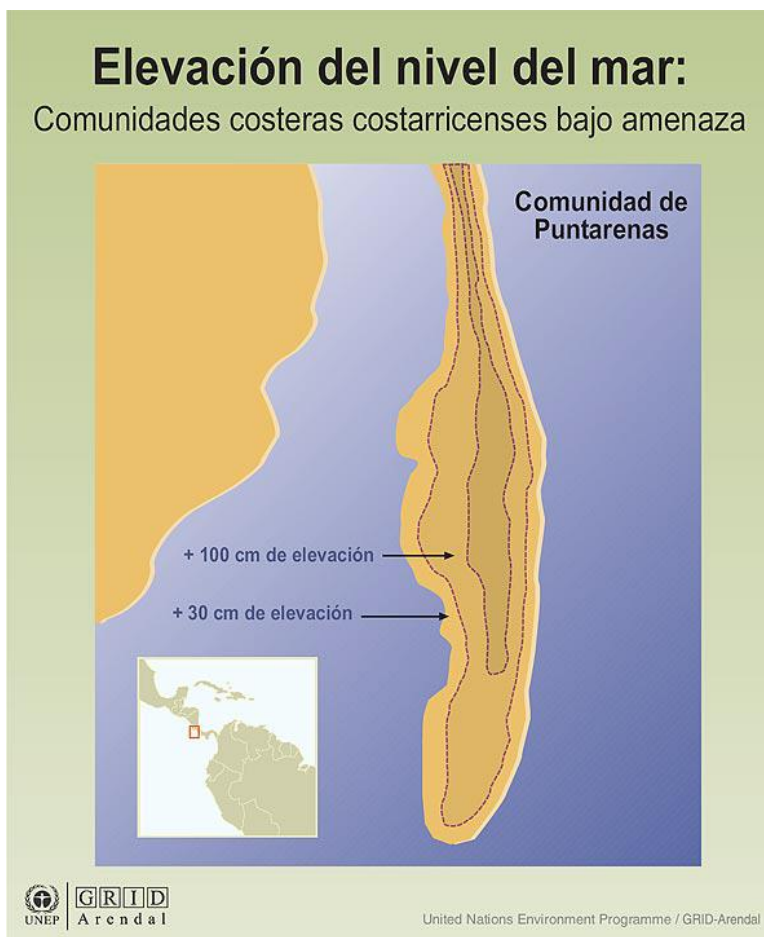 Elevación del nivel del mar:
Comunidades costeras costarricenses bajo amenaza
Comunidad de
Puntarenas
+ 100 cm de elevación
+ 30 cm de elevación
UNEP
GRID
Arendal
United Nations Environment Programme / GRID-Arendal